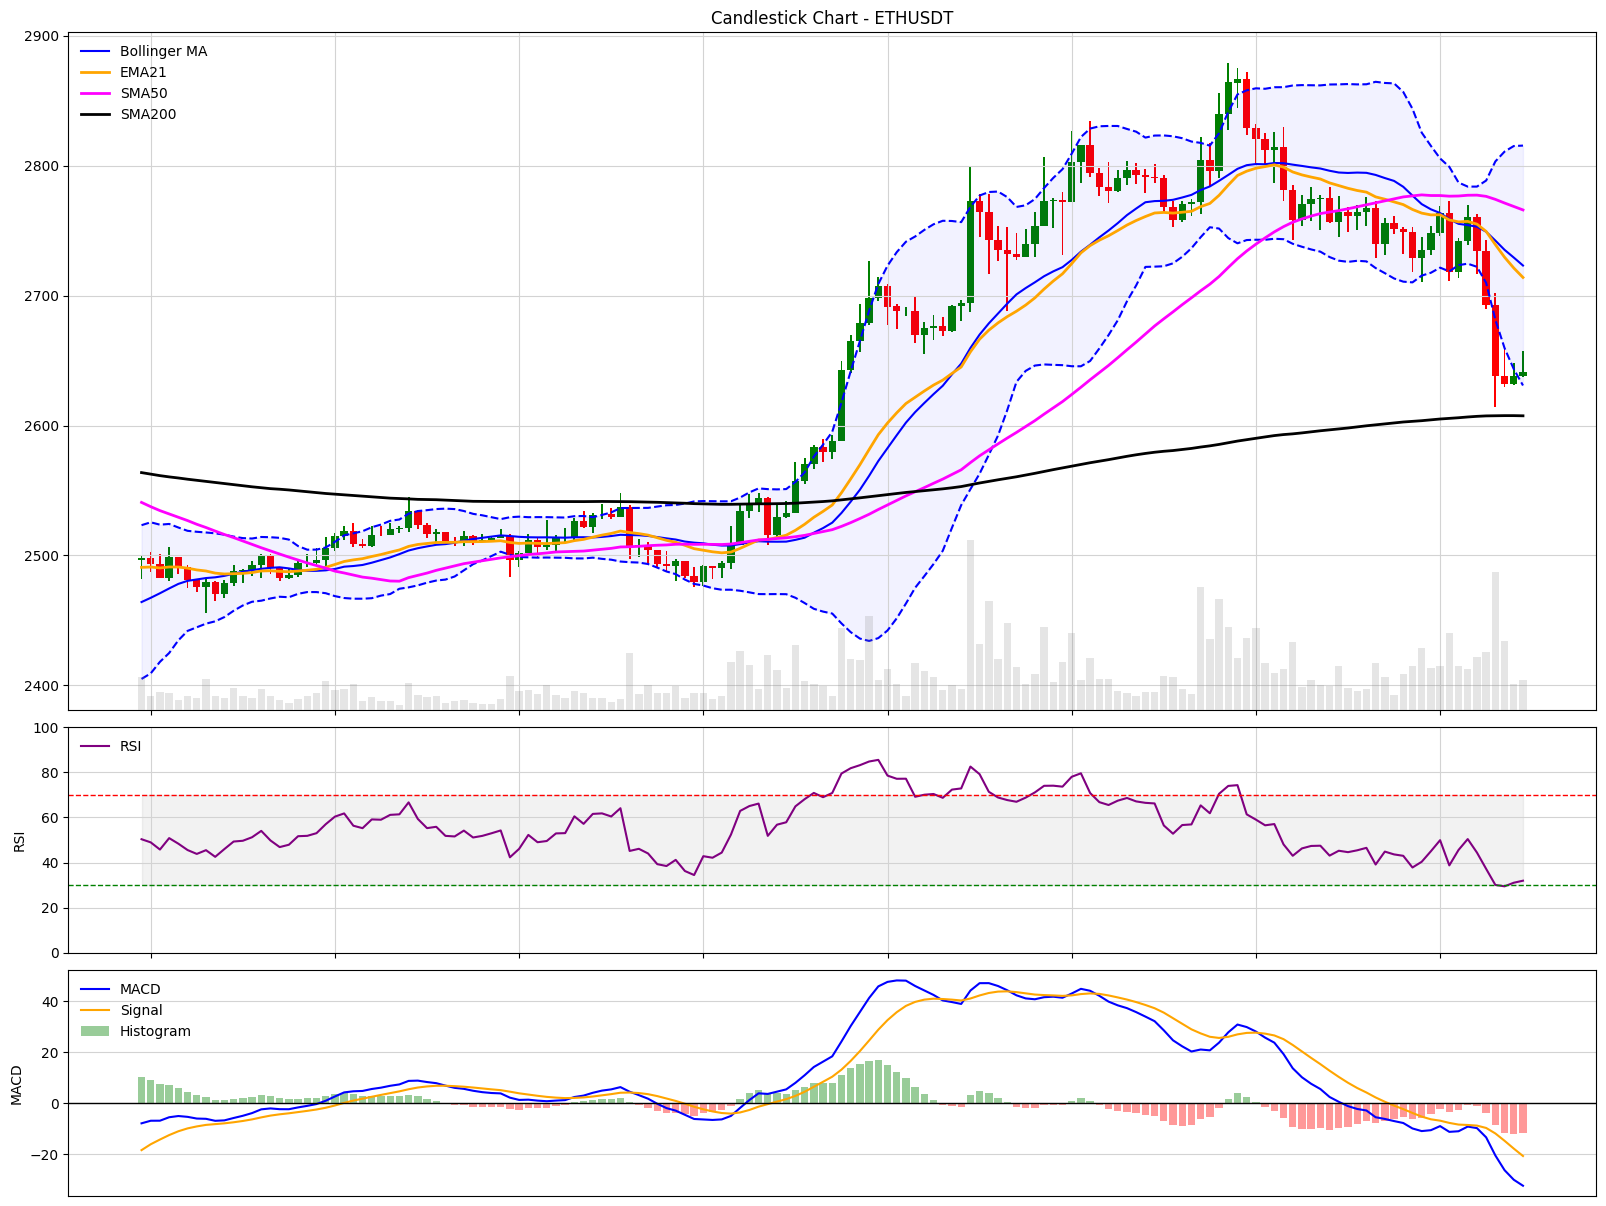 Candlestick Chart - ETHUSDT
2900
2800
2700
2600
2500
2400
Bollinger MA
EMA21
SMA50
SMA200
100
80
60
40
20
0
RSI
RSI
40
20
0
−20
MACD
MACD
Signal
Histogram